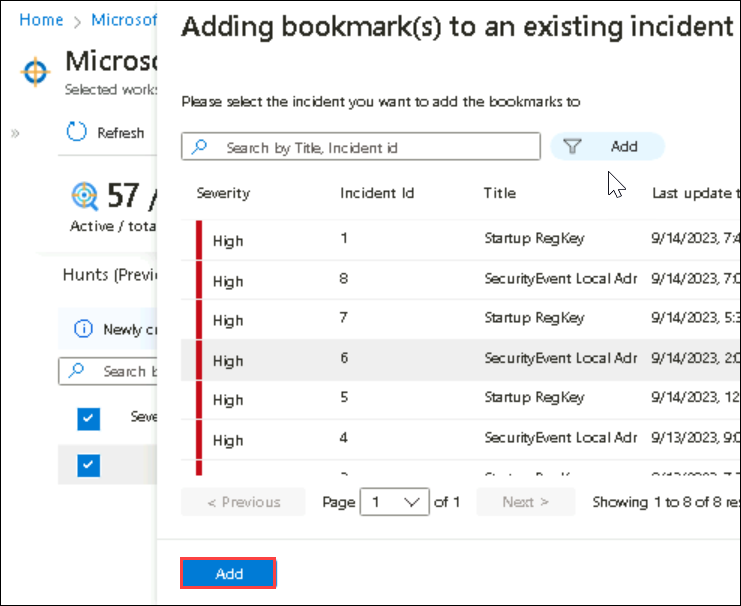 Home > Microsof
Adding bookmark(s) to an existing incident
Microso
Selected works
Please select the incident you want to add the bookmarks to
» Refresh
Search by Title, Incident id
Add
57 /
Active / tota
Severity Incident Id Title Last update t
High 1 Startup RegKey 9/14/2023, 7:4
Hunts (Previ
High 8 SecurityEvent Local Adr 9/14/2023, 7:0
High 7 Startup RegKey 9/14/2023, 5:3
Newly cr
High 6 SecurityEvent Local Adr 9/14/2023, 2:0
Search b
High 5 Startup RegKey 9/14/2023, 12
Seve
High 4 SecurityEvent Local Adr 9/13/2023, 9:0
< Previous Page 1 of 1 Next > Showing 1 to 8 of 8 res
Add